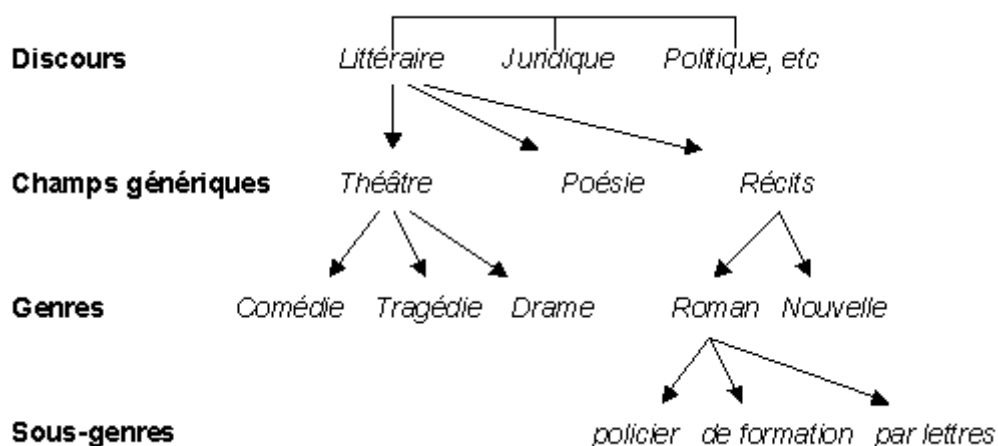 Discours Littéraire Juridique Politique, etc
Champs génériques Théâtre Poésie Récits
Genres Comédie Tragédie Drame Roman Nouvelle
Sous-genres policier de formation par lettres